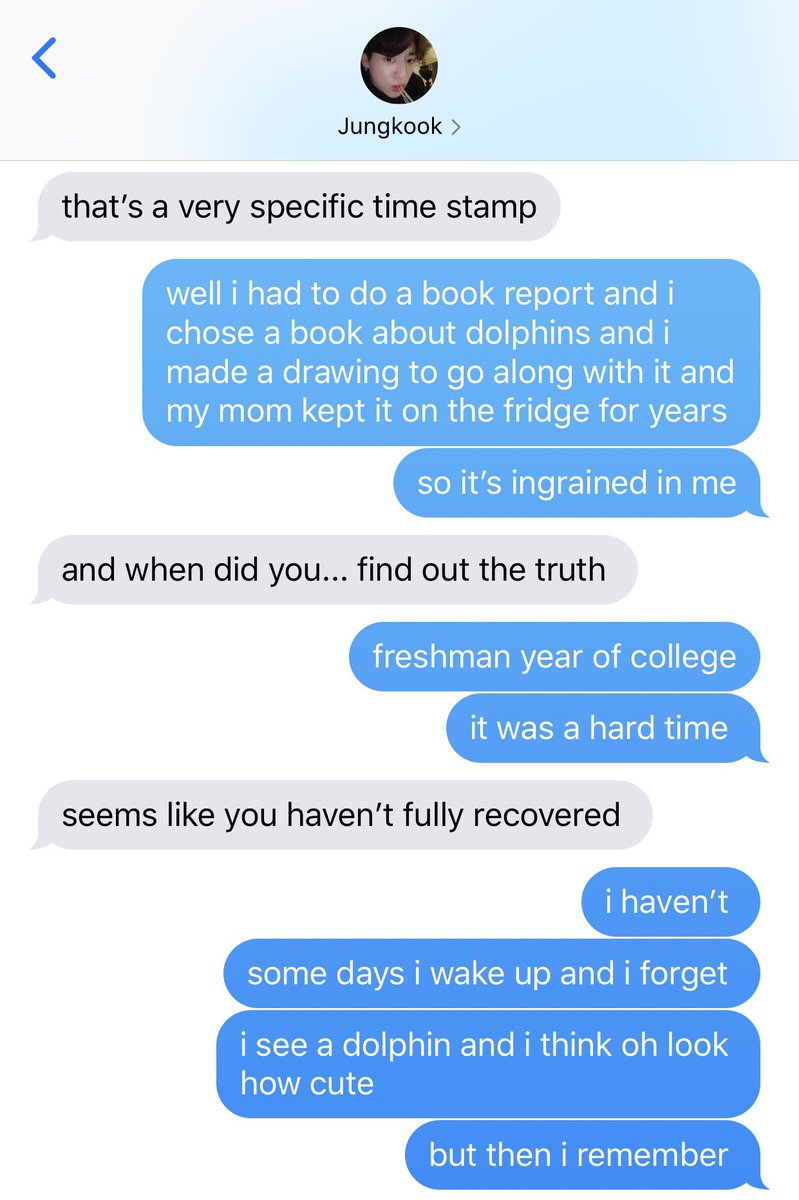 Jungkook
that’s a very specific time stamp
well i had to do a book report and i
chose a book about dolphins and i
made a drawing to go along with it and
my mom kept it on the fridge for years
so it’s ingrained in me
and when did you... find out the truth
freshman year of college
it was a hard time
seems like you haven’t fully recovered
i haven’t
some days i wake up and i forget
i see a dolphin and i think oh look
how cute
but then i remember